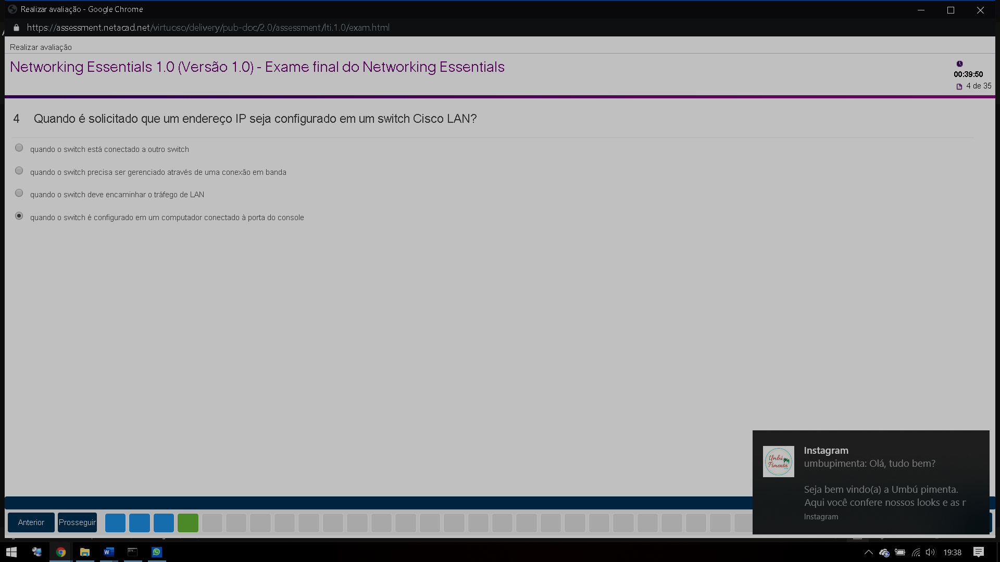 Realizar avaliação - Google Chrome
https://assessment.netacad.net/virtuoso/delivery/pub-doc/2.0/assessment/lti.1.0/exam.html
Realizar avaliação
Networking Essentials 1.0 (Versão 1.0) - Exame final do Networking Essentials
00:39:50
4 de 35
4 Quando é solicitado que um endereço IP seja configurado em um switch Cisco LAN?
quando o switch está conectado a outro switch
quando o switch precisa ser gerenciado através de uma conexão em banda
quando o switch deve encaminhar o tráfego de LAN
quando o switch é configurado em um computador conectado à porta do console
Umbú
Pimenta
Instagram
umbupimenta: Olá, tudo bem?
Seja bem vindo(a) a Umbú pimenta.
Aqui você confere nossos looks e as
Instagram
Anterior
Prosseguir
19:38